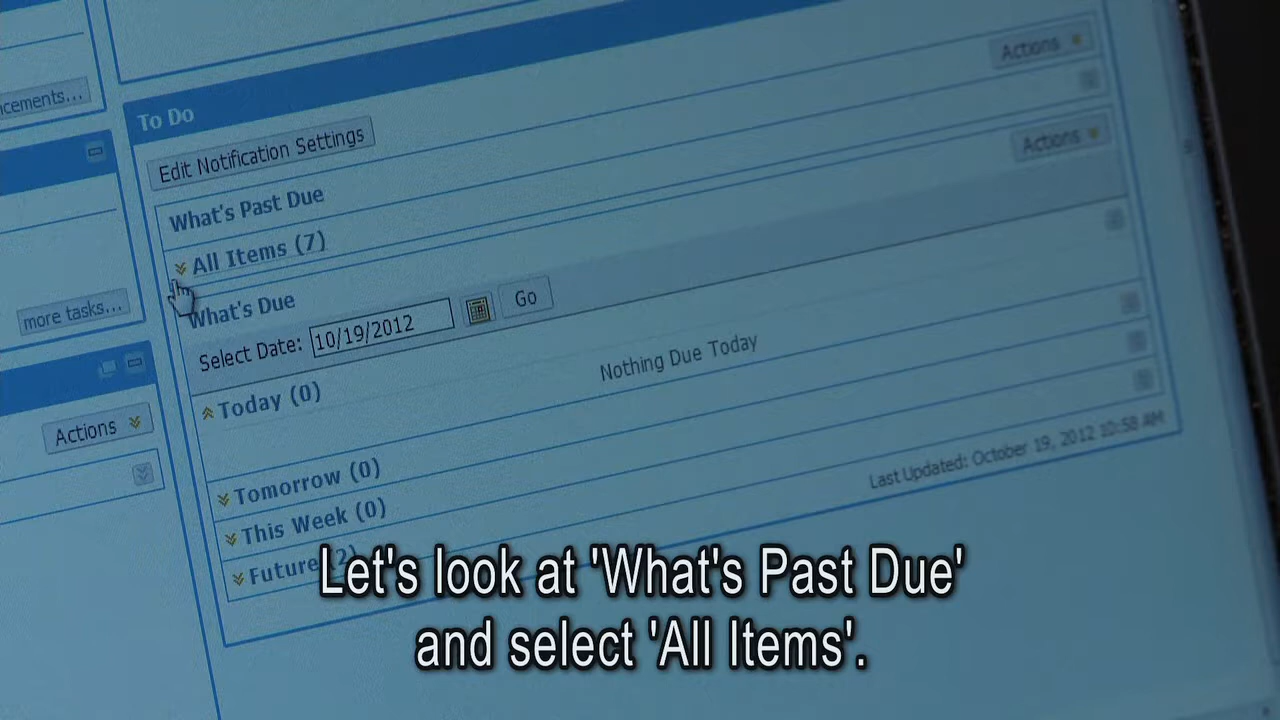 Actions
To Do
ncements...
Edit Notification Settings
What's Past Due
Actions
All Items (7)
What's Due
more tasks...
Select Date: 10/19/2012 Go
Nothing Due Today
Today (0)
Actions
Tomorrow (0)
This Week (0)
Future (2)
Last Updated: October 19, 2012 10:58 AM
Let's look at 'What's Past Due'
and select 'All Items'.